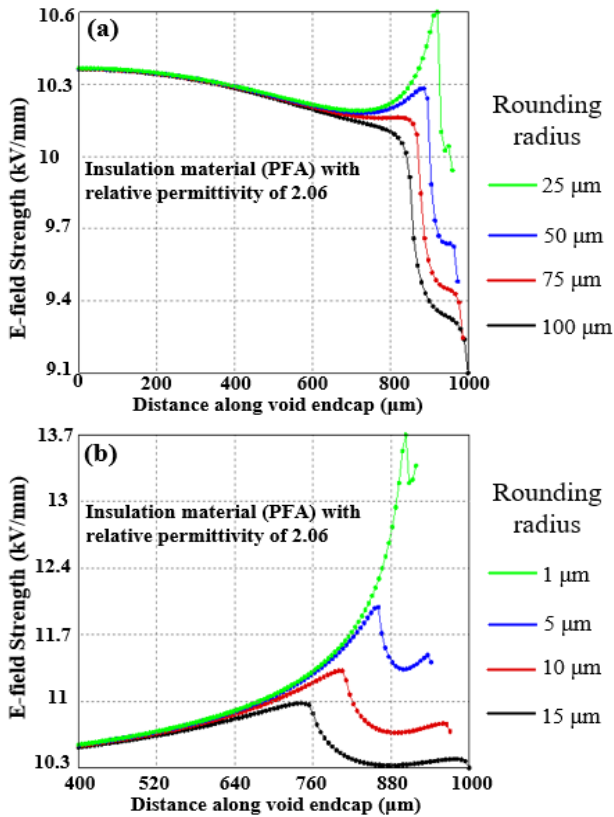 (a)
E-field Strength (kV/mm)
10.6
10.3
10
9.7
9.4
9.1
Insulation material (PFA) with
relative permittivity of 2.06
0
200
400
600
800
1000
Distance along void endcap (μm)
Rounding
radius
25 μm
50 μm
75 μm
100 μm
(b)
E-field Strength (kV/mm)
13.7
13
12.4
11.7
11
10.3
Insulation material (PFA) with
relative permittivity of 2.06
400
520
640
760
880
1000
Distance along void endcap (μm)
Rounding
radius
1 μm
5 μm
10 μm
15 μm